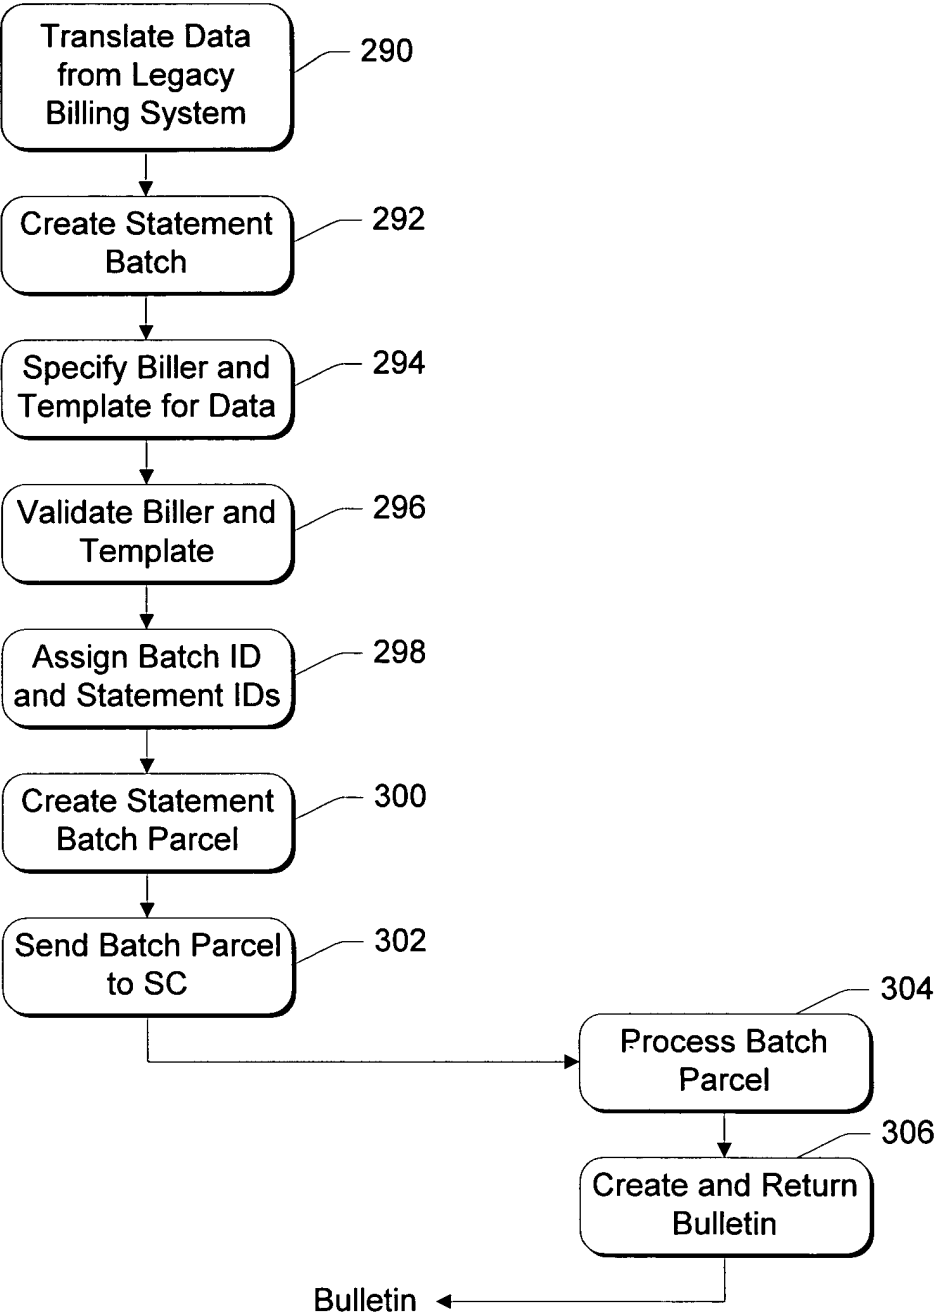 Translate Data
from Legacy
Billing System
290
Create Statement
Batch
292
Specify Biller and
Template for Data
294
Validate Biller and
Template
296
Assign Batch ID
and Statement IDs
298
Create Statement
Batch Parcel
300
Send Batch Parcel
to SC
302
304
Process Batch
Parcel
306
Create and Return
Bulletin
Bulletin